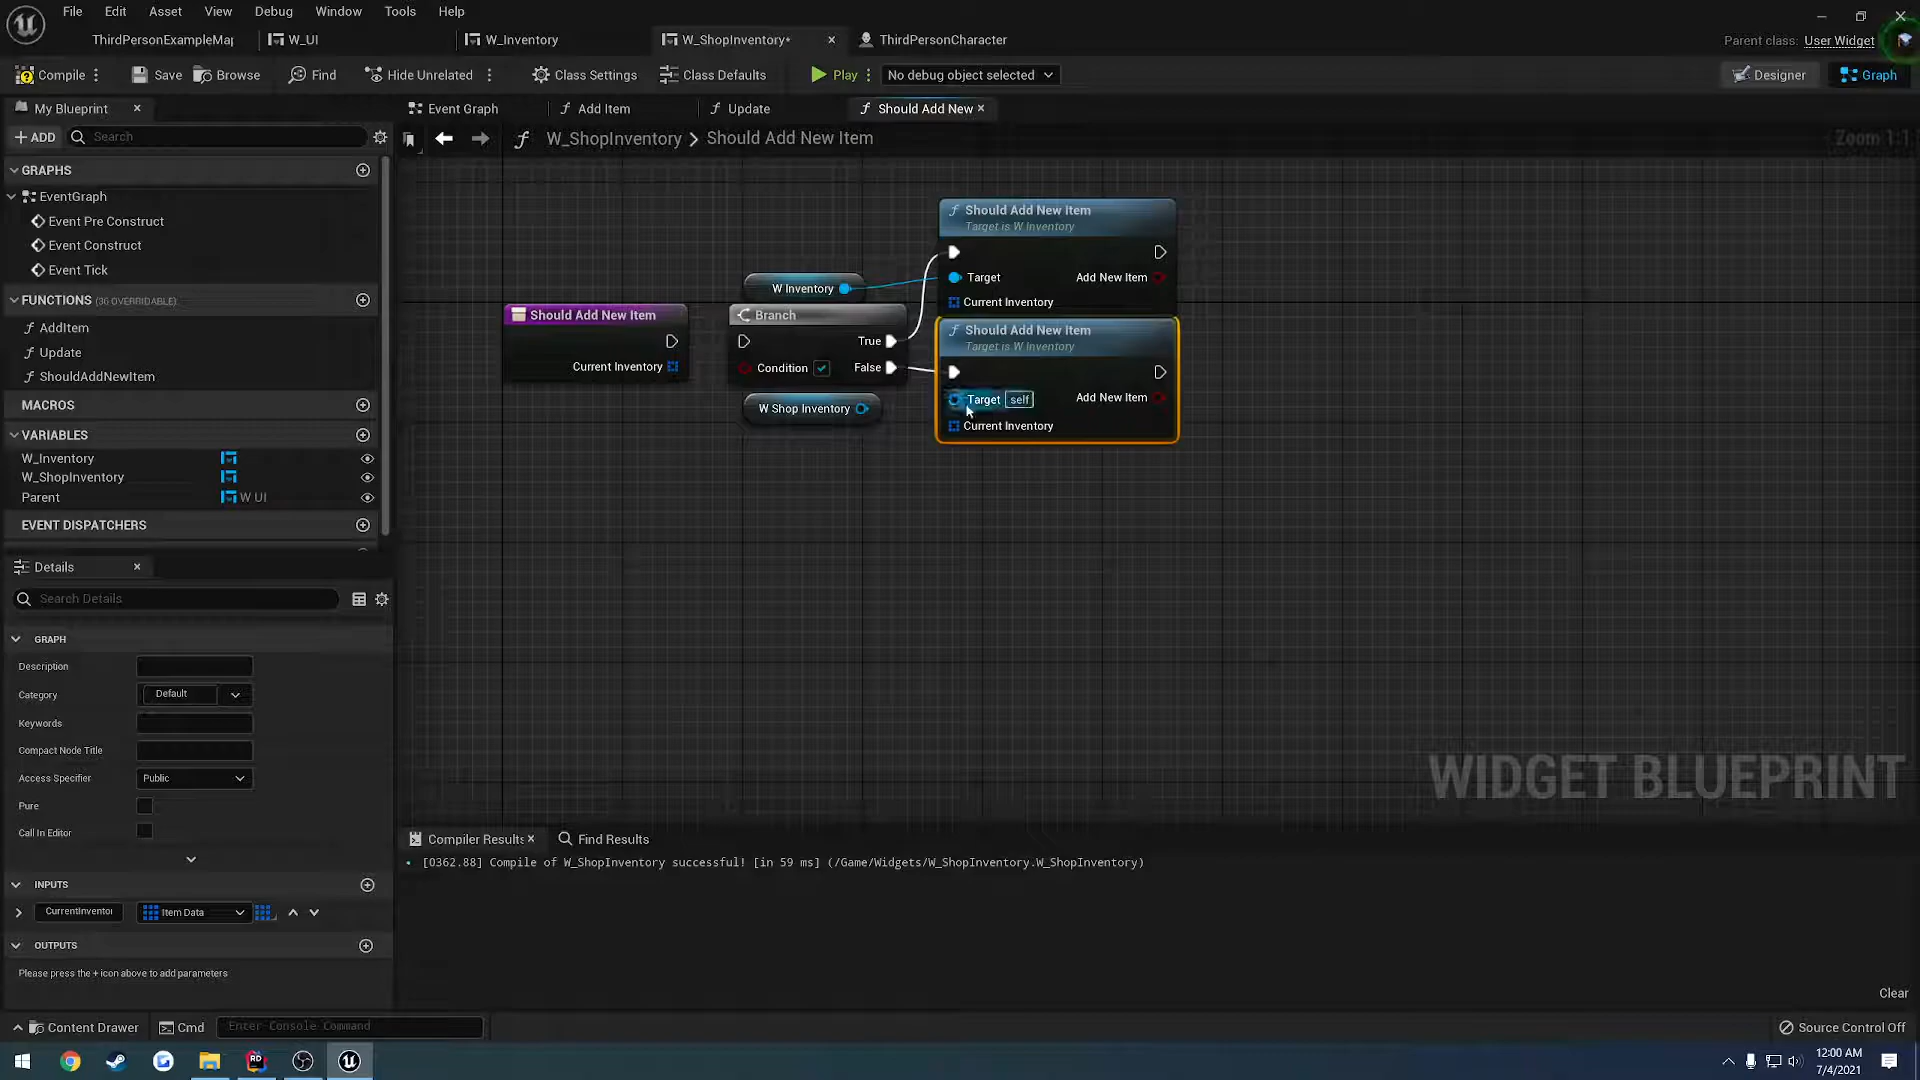 File Edit Asset View Debug Window Tools Help
ThirdPersonExampleMap W_UI W_Inventory W_ShopInventory* ThirdPersonCharacter Parent class: User Widget
Compile Save Browse Find Hide Unrelated Class Settings Class Defaults Play No debug object selected Designer Graph
My Blueprint Event Graph Add Item Update Should Add New
ADD Search W_ShopInventory > Should Add New Item Zoom 1:1
GRAPHS
EventGraph
Event Pre Construct
Event Construct
Event Tick
FUNCTIONS (36 OVERRIDABLE)
AddItem
Update
ShouldAddNewItem
MACROS
VARIABLES
W_Inventory
W_ShopInventory
Parent W UI
EVENT DISPATCHERS
Should Add New Item
Target is W Inventory
Target Add New Item
Current Inventory
W Inventory
Should Add New Item
Current Inventory
Branch
True
Condition False
W Shop Inventory
Should Add New Item
Target is W Inventory
Target self Add New Item
Current Inventory
Details
Search Details
GRAPH
Description
Category Default
Keywords
Compact Node Title
Access Specifier Public
Pure
Call In Editor
INPUTS
CurrentInventor Item Data
OUTPUTS
Please press the + icon above to add parameters
WIDGET BLUEPRINT
Compiler Results Find Results
[0362.88] Compile of W_ShopInventory successful! [in 59 ms] (/Game/Widgets/W_ShopInventory.W_ShopInventory)
Clear
Content Drawer Cmd Enter Console Command Source Control Off
RD
12:00 AM
7/4/2021